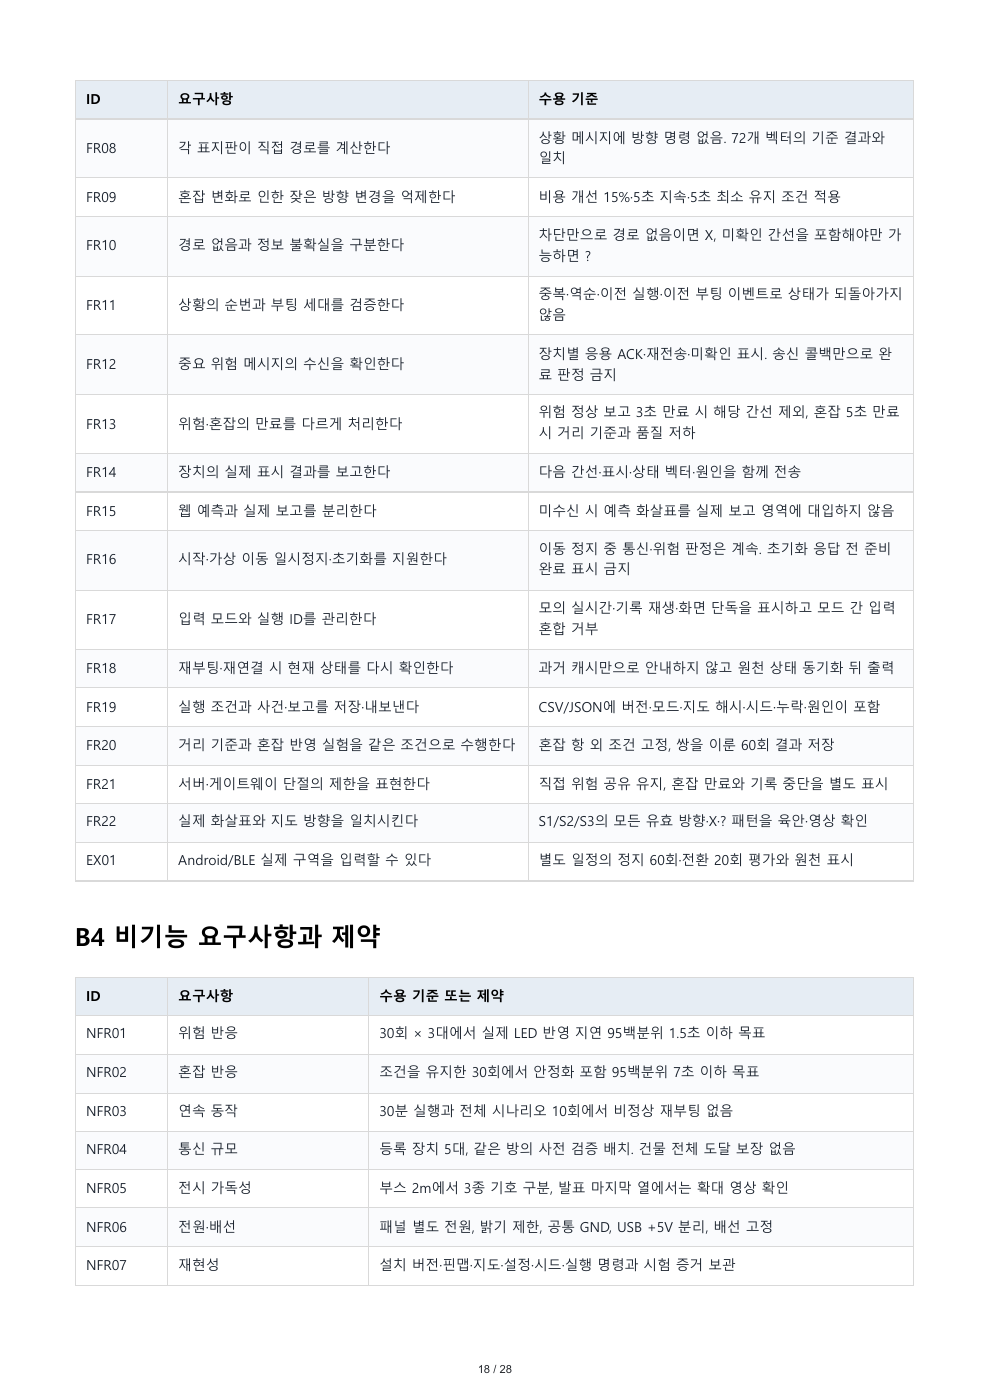 ID 요구사항 수용 기준
FR08 각 표지판이 직접 경로를 계산한다 상황 메시지에 방향 명령 없음. 72개 벡터의 기준 결과와
일치
FR09 혼잡 변화로 인한 잦은 방향 변경을 억제한다 비용 개선 15%·5초 지속·5초 최소 유지 조건 적용
FR10 경로 없음과 정보 불확실을 구분한다 차단만으로 경로 없음이면 X, 미확인 간선을 포함해야만 가
능하면 ?
FR11 상황의 순번과 부팅 세대를 검증한다 중복·역순·이전 실행·이전 부팅 이벤트로 상태가 되돌아가지
않음
FR12 중요 위험 메시지의 수신을 확인한다 장치별 응용 ACK·재전송·미확인 표시. 송신 콜백만으로 완
료 판정 금지
FR13 위험·혼잡의 만료를 다르게 처리한다 위험 정상 보고 3초 만료 시 해당 간선 제외, 혼잡 5초 만료
시 거리 기준과 품질 저하
FR14 장치의 실제 표시 결과를 보고한다 다음 간선·표시·상태 벡터·원인을 함께 전송
FR15 웹 예측과 실제 보고를 분리한다 미수신 시 예측 화살표를 실제 보고 영역에 대입하지 않음
FR16 시작·가상 이동 일시정지·초기화를 지원한다 이동 정지 중 통신·위험 판정은 계속. 초기화 응답 전 준비
완료 표시 금지
FR17 입력 모드와 실행 ID를 관리한다 모의 실시간·기록 재생·화면 단독을 표시하고 모드 간 입력
혼합 거부
FR18 재부팅·재연결 시 현재 상태를 다시 확인한다 과거 캐시만으로 안내하지 않고 원천 상태 동기화 뒤 출력
FR19 실행 조건과 사건·보고를 저장·내보낸다 CSV/JSON에 버전·모드·지도 해시·시드·누락·원인이 포함
FR20 거리 기준과 혼잡 반영 실험을 같은 조건으로 수행한다 혼잡 항 외 조건 고정, 쌍을 이룬 60회 결과 저장
FR21 서버·게이트웨이 단절의 제한을 표현한다 직접 위험 공유 유지, 혼잡 만료와 기록 중단을 별도 표시
FR22 실제 화살표와 지도 방향을 일치시킨다 S1/S2/S3의 모든 유효 방향·X·? 패턴을 육안·영상 확인
EX01 Android/BLE 실제 구역을 입력할 수 있다 별도 일정의 정지 60회·전환 20회 평가와 원천 표시
B4 비기능 요구사항과 제약
ID 요구사항 수용 기준 또는 제약
NFR01 위험 반응 30회 × 3대에서 실제 LED 반영 지연 95백분위 1.5초 이하 목표
NFR02 혼잡 반응 조건을 유지한 30회에서 안정화 포함 95백분위 7초 이하 목표
NFR03 연속 동작 30분 실행과 전체 시나리오 10회에서 비정상 재부팅 없음
NFR04 통신 규모 등록 장치 5대, 같은 방의 사전 검증 배치. 건물 전체 도달 보장 없음
NFR05 전시 가독성 부스 2m에서 3종 기호 구분, 발표 마지막 열에서는 확대 영상 확인
NFR06 전원·배선 패널 별도 전원, 밝기 제한, 공통 GND, USB +5V 분리, 배선 고정
NFR07 재현성 설치 버전·핀맵·지도·설정·시드·실행 명령과 시험 증거 보관
18 / 28